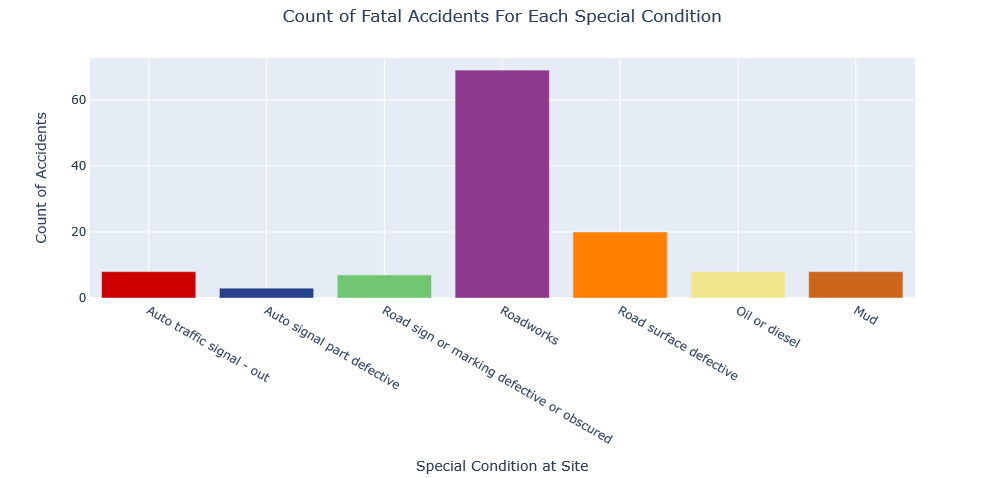 Count of Fatal Accidents For Each Special Condition
Count of Accidents
60
40
20
0
Auto traffic signal - out
Auto signal part defective
Road sign or marking defective or obscured
Roadworks
Road surface defective
Oil or diesel
Mud
Special Condition at Site